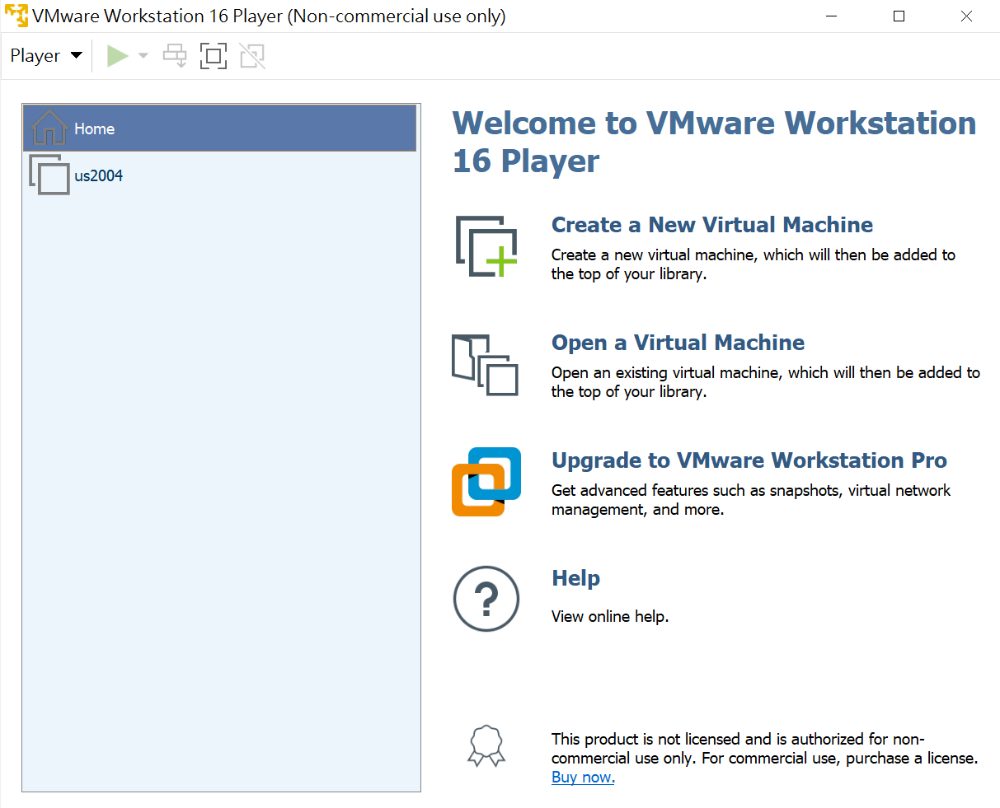 VMware Workstation 16 Player (Non-commercial use only)
Player
Home
us2004
Welcome to VMware Workstation
16 Player
Create a New Virtual Machine
Create a new virtual machine, which will then be added to
the top of your library.
Open a Virtual Machine
Open an existing virtual machine, which will then be added to
the top of your library.
Upgrade to VMware Workstation Pro
Get advanced features such as snapshots, virtual network
management, and more.
?
Help
View online help.
This product is not licensed and is authorized for non-
commercial use only. For commercial use, purchase a license.
Buy now.